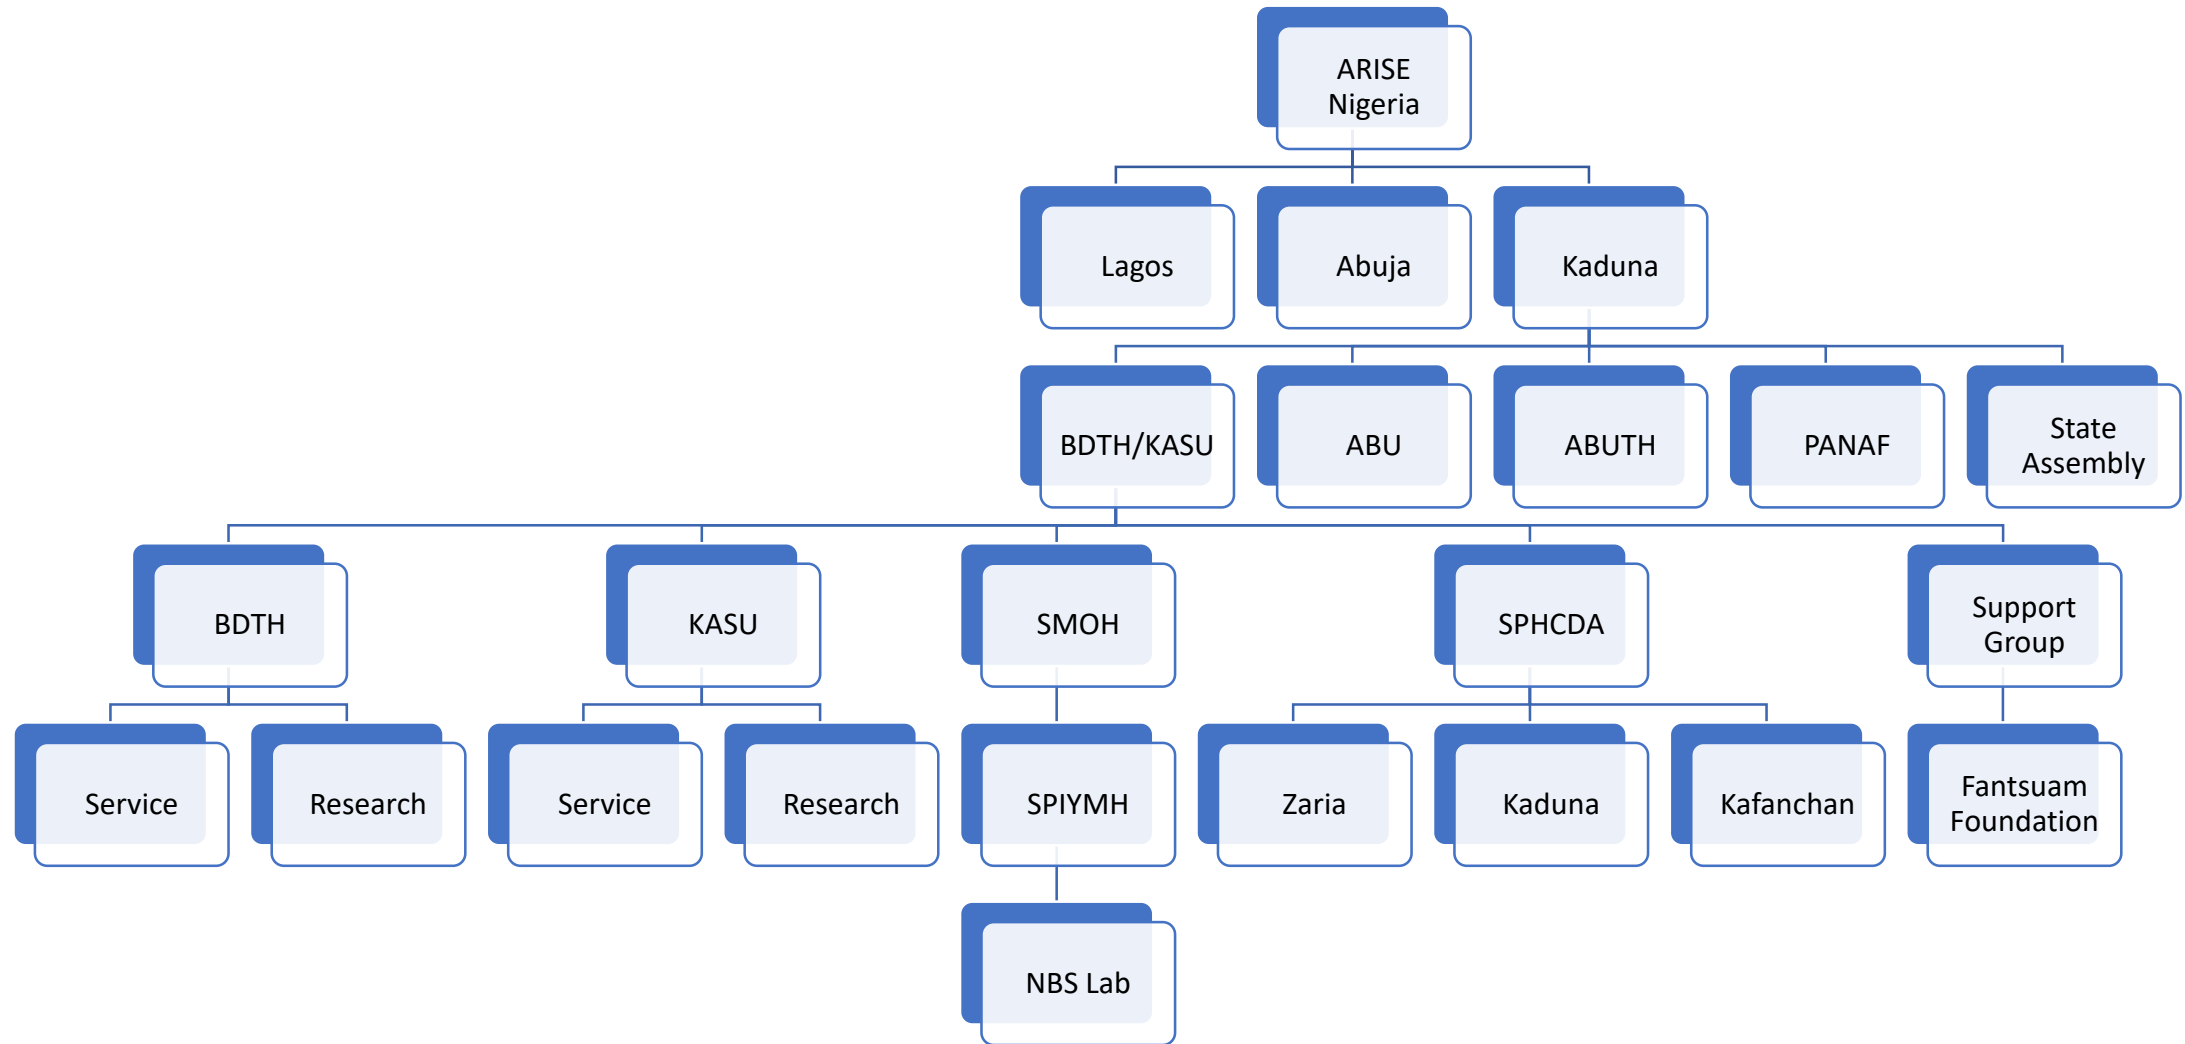 ARISE
Nigeria
Lagos
Abuja
Kaduna
BDTH/KASU
ABU
ABUTH
PANAF
State
Assembly
BDTH
KASU
SMOH
SPHCDA
Support
Group
Service
Research
Service
Research
SPIYMH
Zaria
Kaduna
Kafanchan
Fantsuam
Foundation
NBS Lab